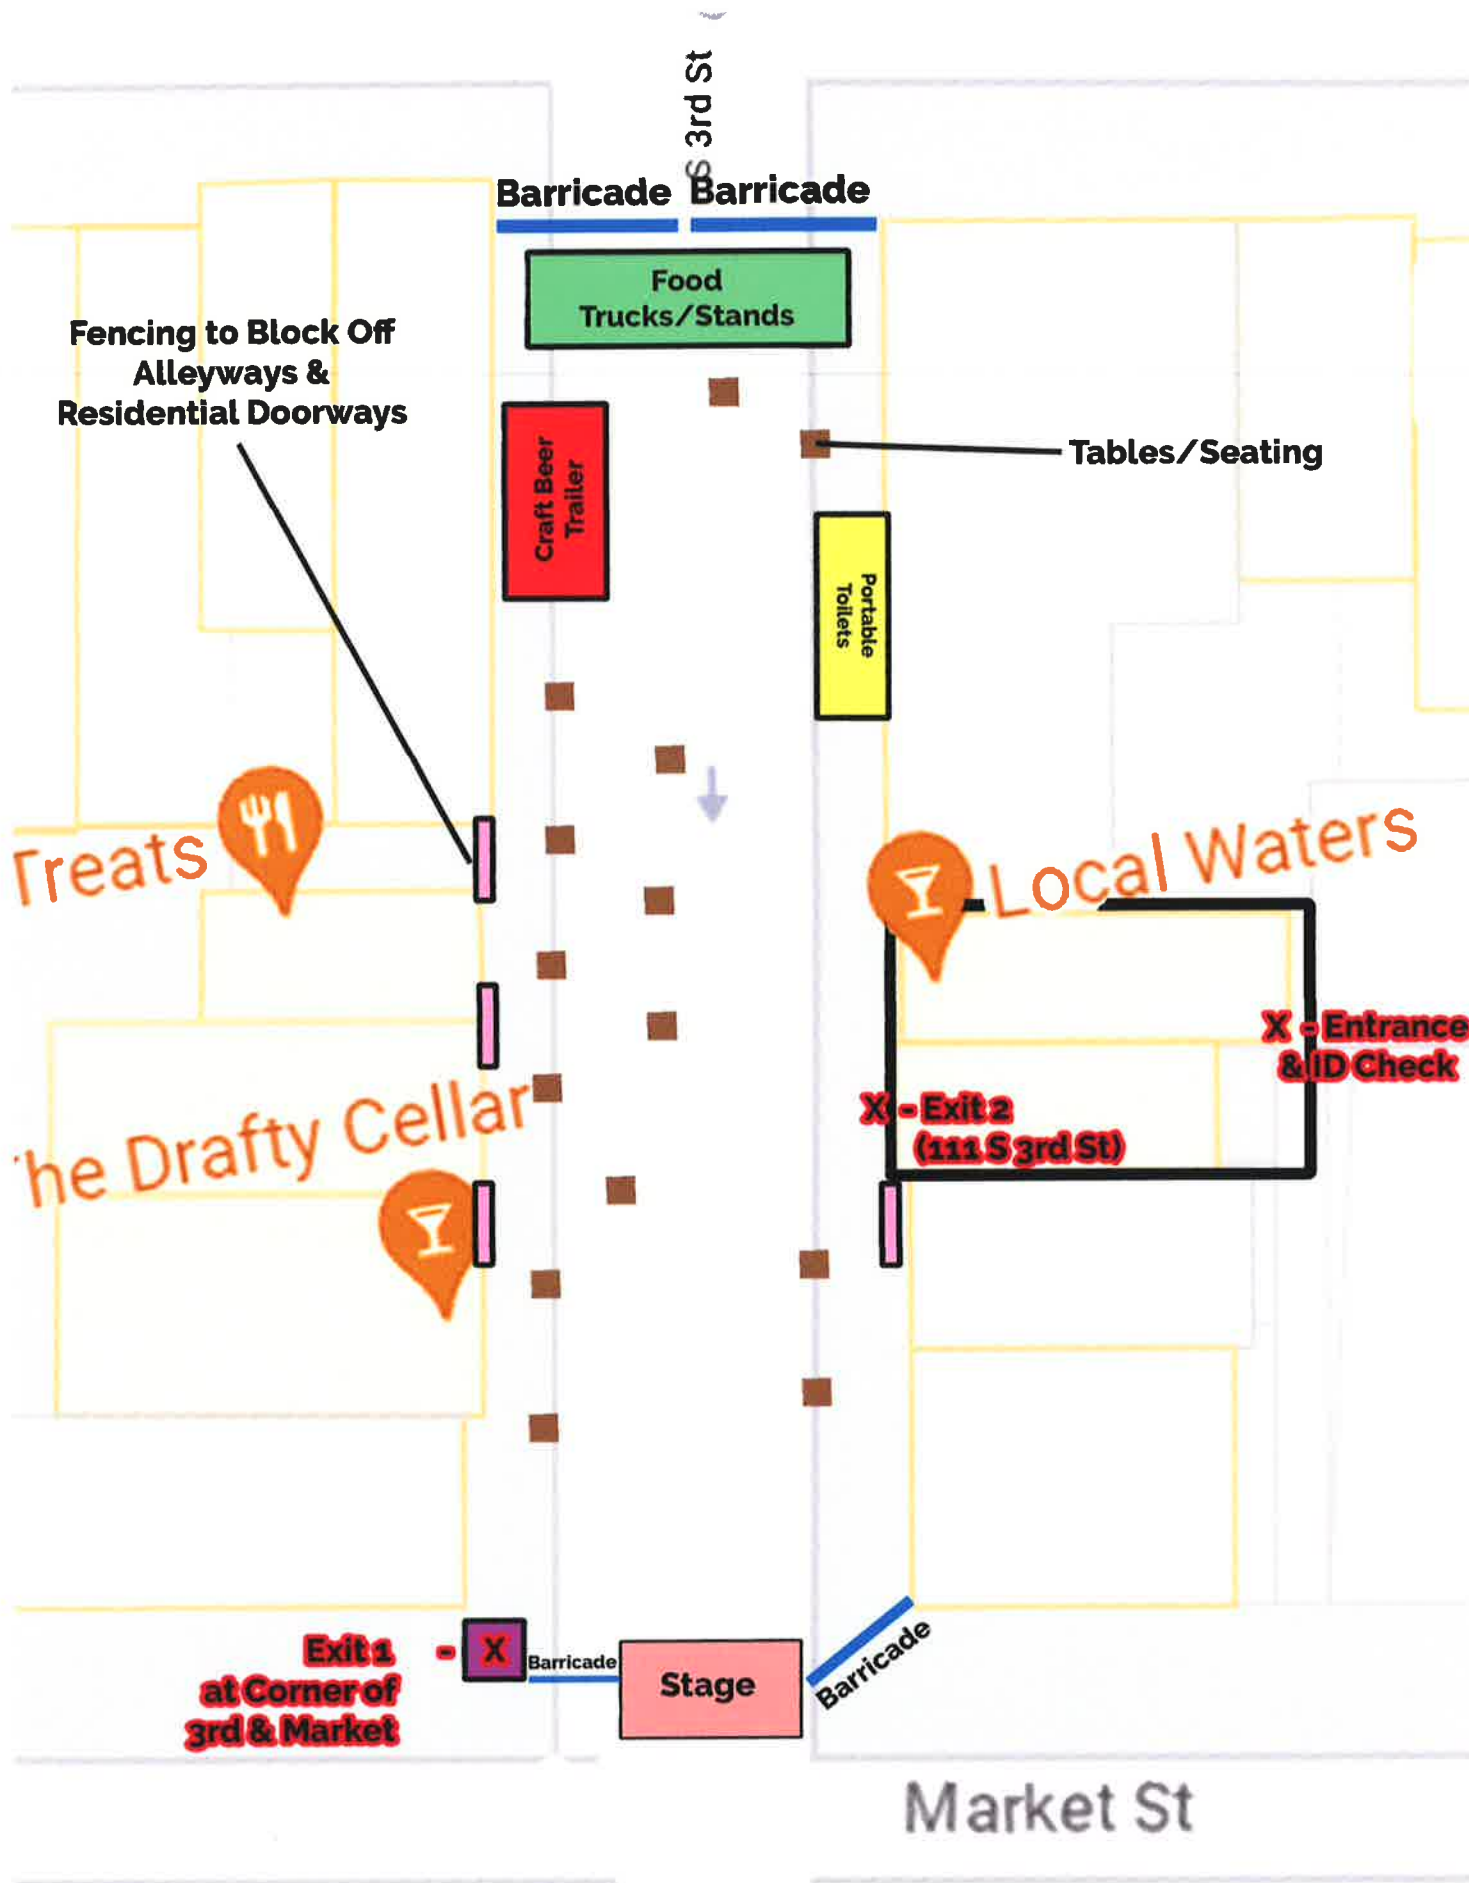 S 3rd St
Barricade Barricade
Food
Trucks/Stands
Fencing to Block Off
Alleyways &
Residential Doorways
Craft Beer
Trailer
Tables/Seating
Portable
Toilets
Treats
Local Waters
X - Entrance
& ID Check
The Drafty Cellar
X - Exit 2
(111 S 3rd St)
Exit 1 - X
at Corner of
3rd & Market
Barricade
Stage
Barricade
Market St